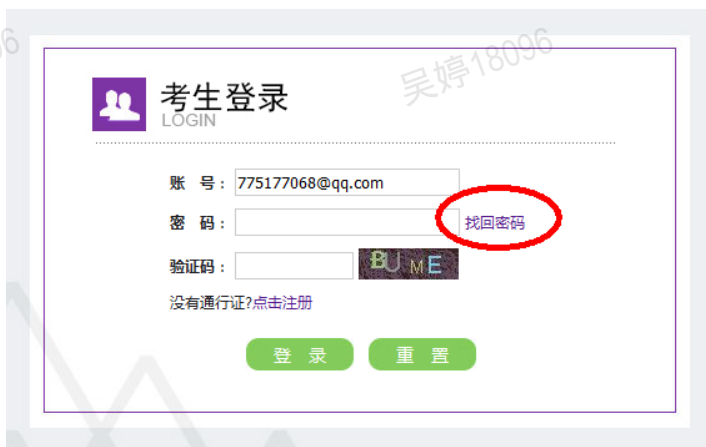 吴婷18096
考生登录
LOGIN
账 号：775177068@qq.com
密 码： 找回密码
验证码： BUME
没有通行证?点击注册
登 录 重 置